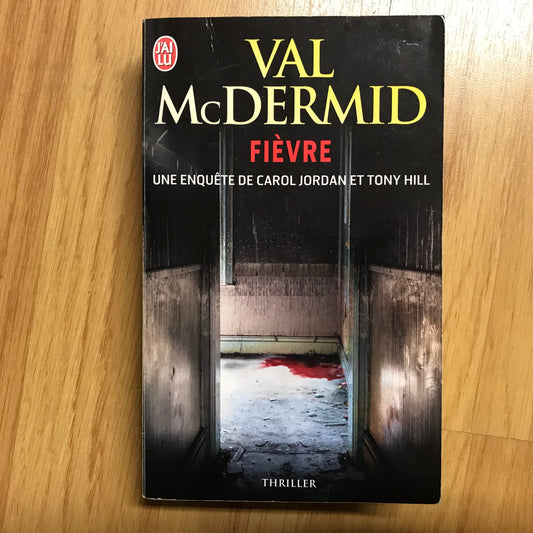 J'AI
LU
VAL
McDERMID
FIÈVRE
UNE ENQUÊTE DE CAROL JORDAN ET TONY HILL
THRILLER